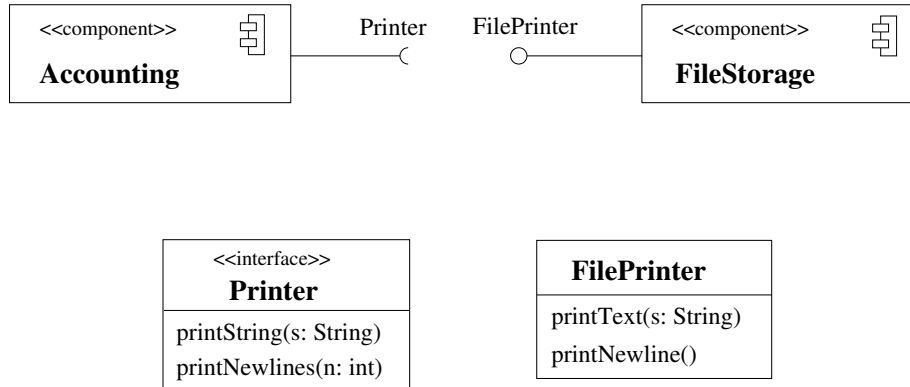 <<component>>
Accounting
Printer
FilePrinter
<<component>>
FileStorage
<<interface>>
Printer
printString(s: String)
printNewlines(n: int)
FilePrinter
printText(s: String)
printNewline()